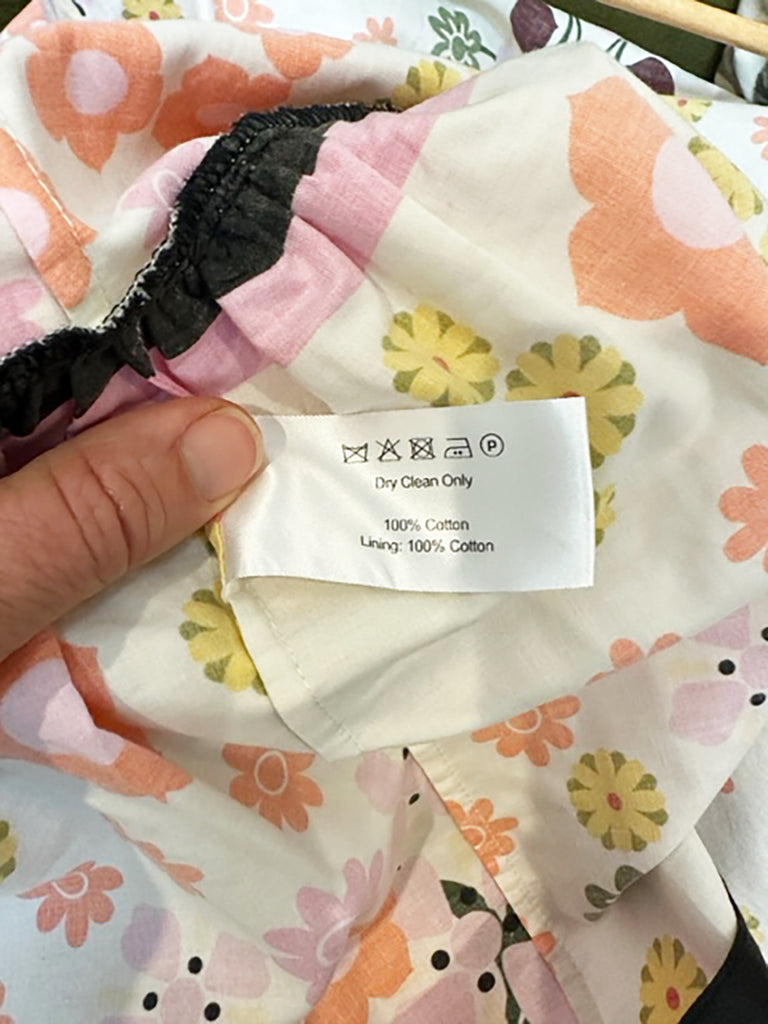 P
Dry Clean Only
100% Cotton
Lining: 100% Cotton